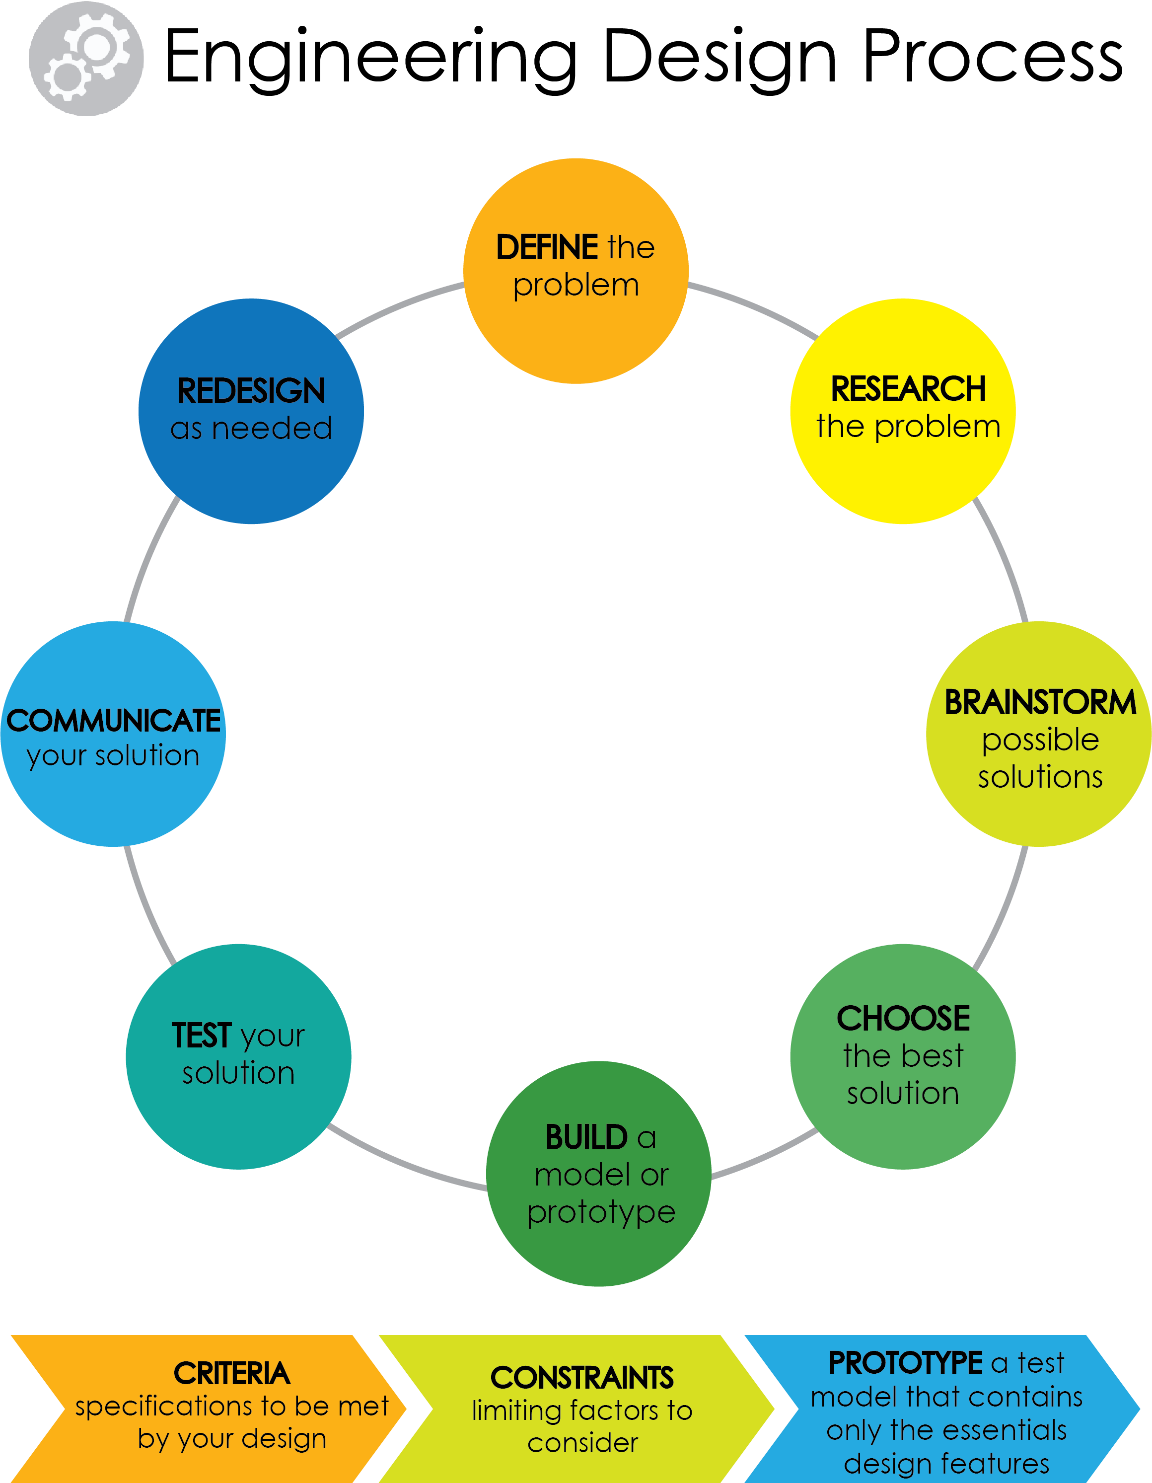 Engineering Design Process
DEFINE the
problem
RESEARCH
the problem
BRAINSTORM
possible
solutions
CHOOSE
the best
solution
BUILD a
model or
prototype
TEST your
solution
COMMUNICATE
your solution
REDESIGN
as needed
CRITERIA
specifications to be met
by your design
CONSTRAINTS
limiting factors to
consider
PROTOTYPE a test
model that contains
only the essentials
design features